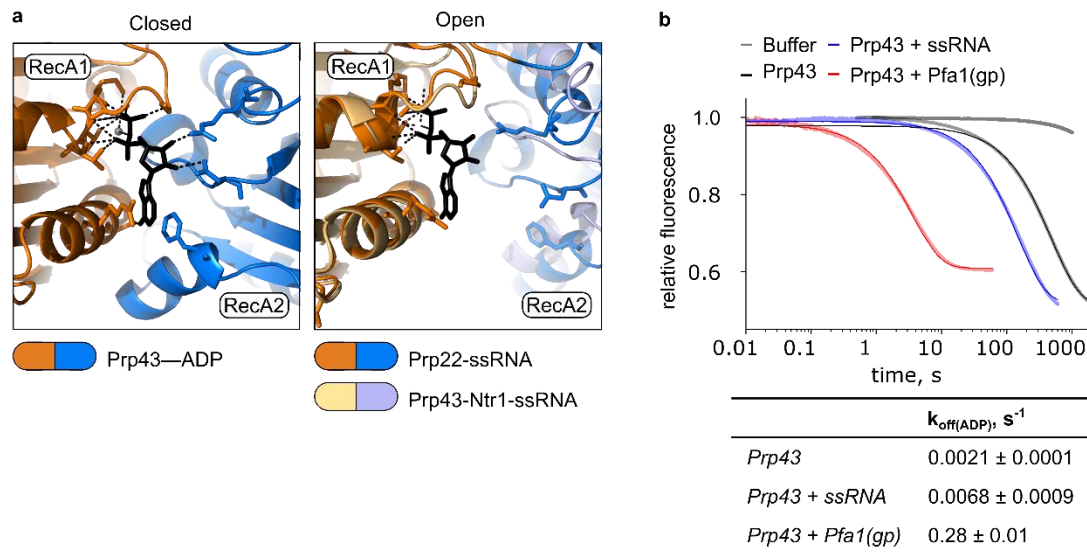 a
Closed
Open
RecA1
RecA2
RecA1
RecA2
Prp43—ADP
Prp22-ssRNA
Prp43-Ntr1-ssRNA
b
Buffer
Prp43 + ssRNA
Prp43
Prp43 + Pfa1(gp)
relative fluorescence
1.0
0.8
0.6
0.01 0.1 1 10 100 1000
time, s
koff(ADP), s-1
Prp43 0.0021 ± 0.0001
Prp43 + ssRNA 0.0068 ± 0.0009
Prp43 + Pfa1(gp) 0.28 ± 0.01